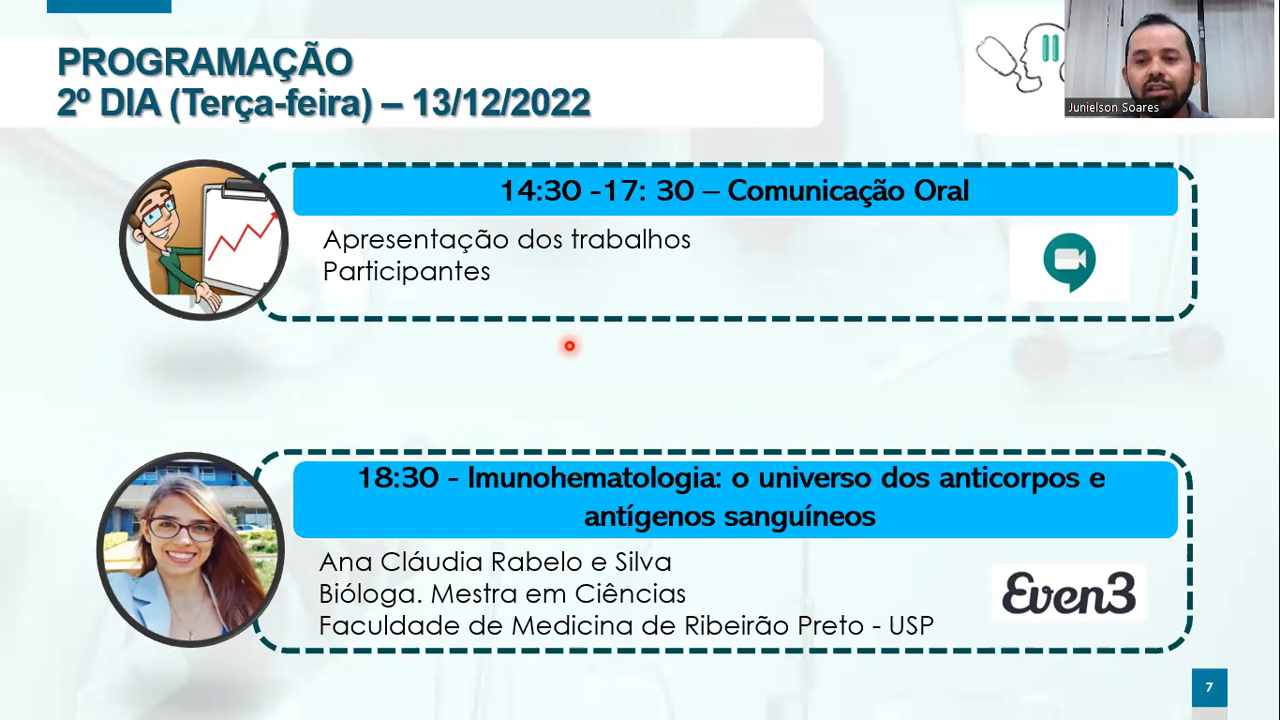 PROGRAMAÇÃO
2º DIA (Terça-feira) – 13/12/2022
Junielson Soares
14:30 -17: 30 – Comunicação Oral
Apresentação dos trabalhos
Participantes
18:30 - Imunohematologia: o universo dos anticorpos e
antígenos sanguíneos
Ana Cláudia Rabelo e Silva
Bióloga. Mestra em Ciências
Faculdade de Medicina de Ribeirão Preto - USP
Even3
7